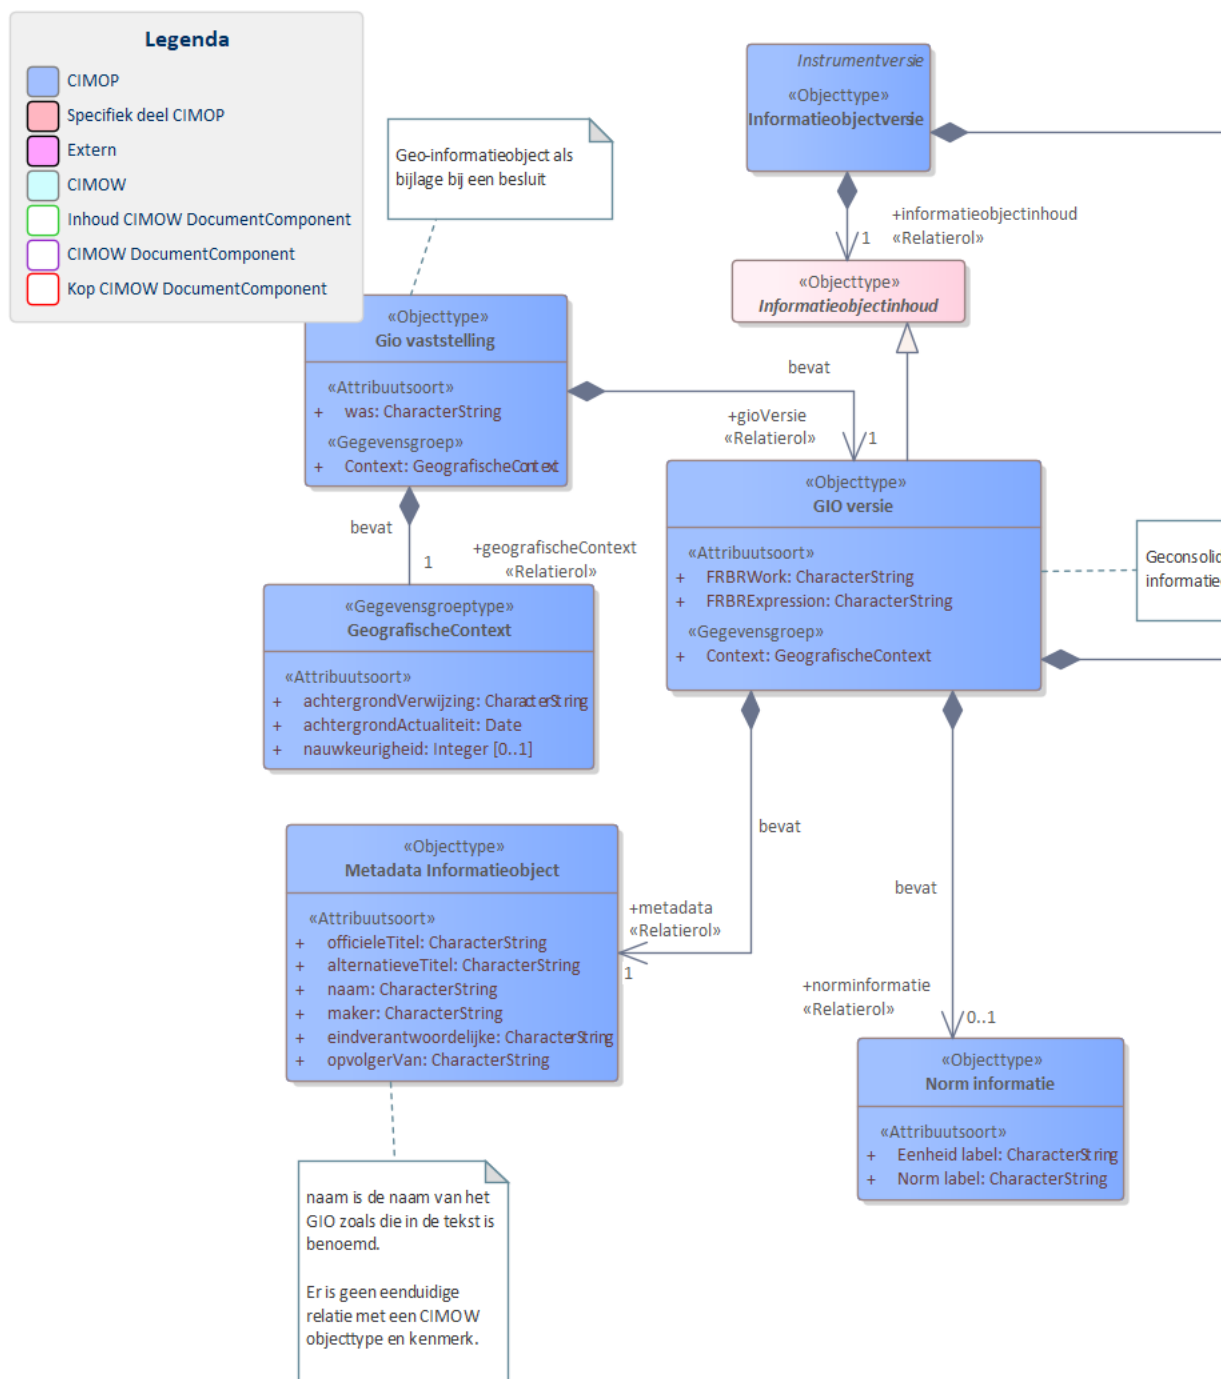 Legenda
CIMOP
Specifiek deel CIMOP
Extern
CIMOW
Inhoud CIMOW DocumentComponent
CIMOW DocumentComponent
Kop CIMOW DocumentComponent
Geo-informatieobject als
bijlage bij een besluit
Instrumentversie
«Objecttype»
Informatieobjectversie
+informatieobjectinhoud
1
«Relatierol»
«Objecttype»
Informatieobjectinhoud
«Objecttype»
Gio vaststelling
«Attribuutsoort»
+ was: CharacterString
«Gegevensgroep»
+ Context: GeografischeContext
bevat
+gioVersie
«Relatierol»
1
«Objecttype»
GIO versie
«Attribuutsoort»
+ FRBRWork: CharacterString
+ FRBRExpression: CharacterString
«Gegevensgroep»
+ Context: GeografischeContext
bevat
1
+geografischeContext
«Relatierol»
«Gegevensgroeptype»
GeografischeContext
«Attribuutsoort»
+ achtergrondVerwijzing: CharacterString
+ achtergrondActualiteit: Date
+ nauwkeurigheid: Integer [0..1]
Geconsolid
informatie
bevat
+metadata
«Relatierol»
1
«Objecttype»
Metadata Informatieobject
«Attribuutsoort»
+ officieleTitel: CharacterString
+ alternatieveTitel: CharacterString
+ naam: CharacterString
+ maker: CharacterString
+ eindverantwoordelijke: CharacterString
+ opvolgerVan: CharacterString
bevat
+norminformatie
«Relatierol»
0..1
«Objecttype»
Norm informatie
«Attribuutsoort»
+ Eenheid label: CharacterString
+ Norm label: CharacterString
naam is de naam van het
GIO zoals die in de tekst is
benoemd.
Er is geen eenduidige
relatie met een CIMOW
objecttype en kenmerk.